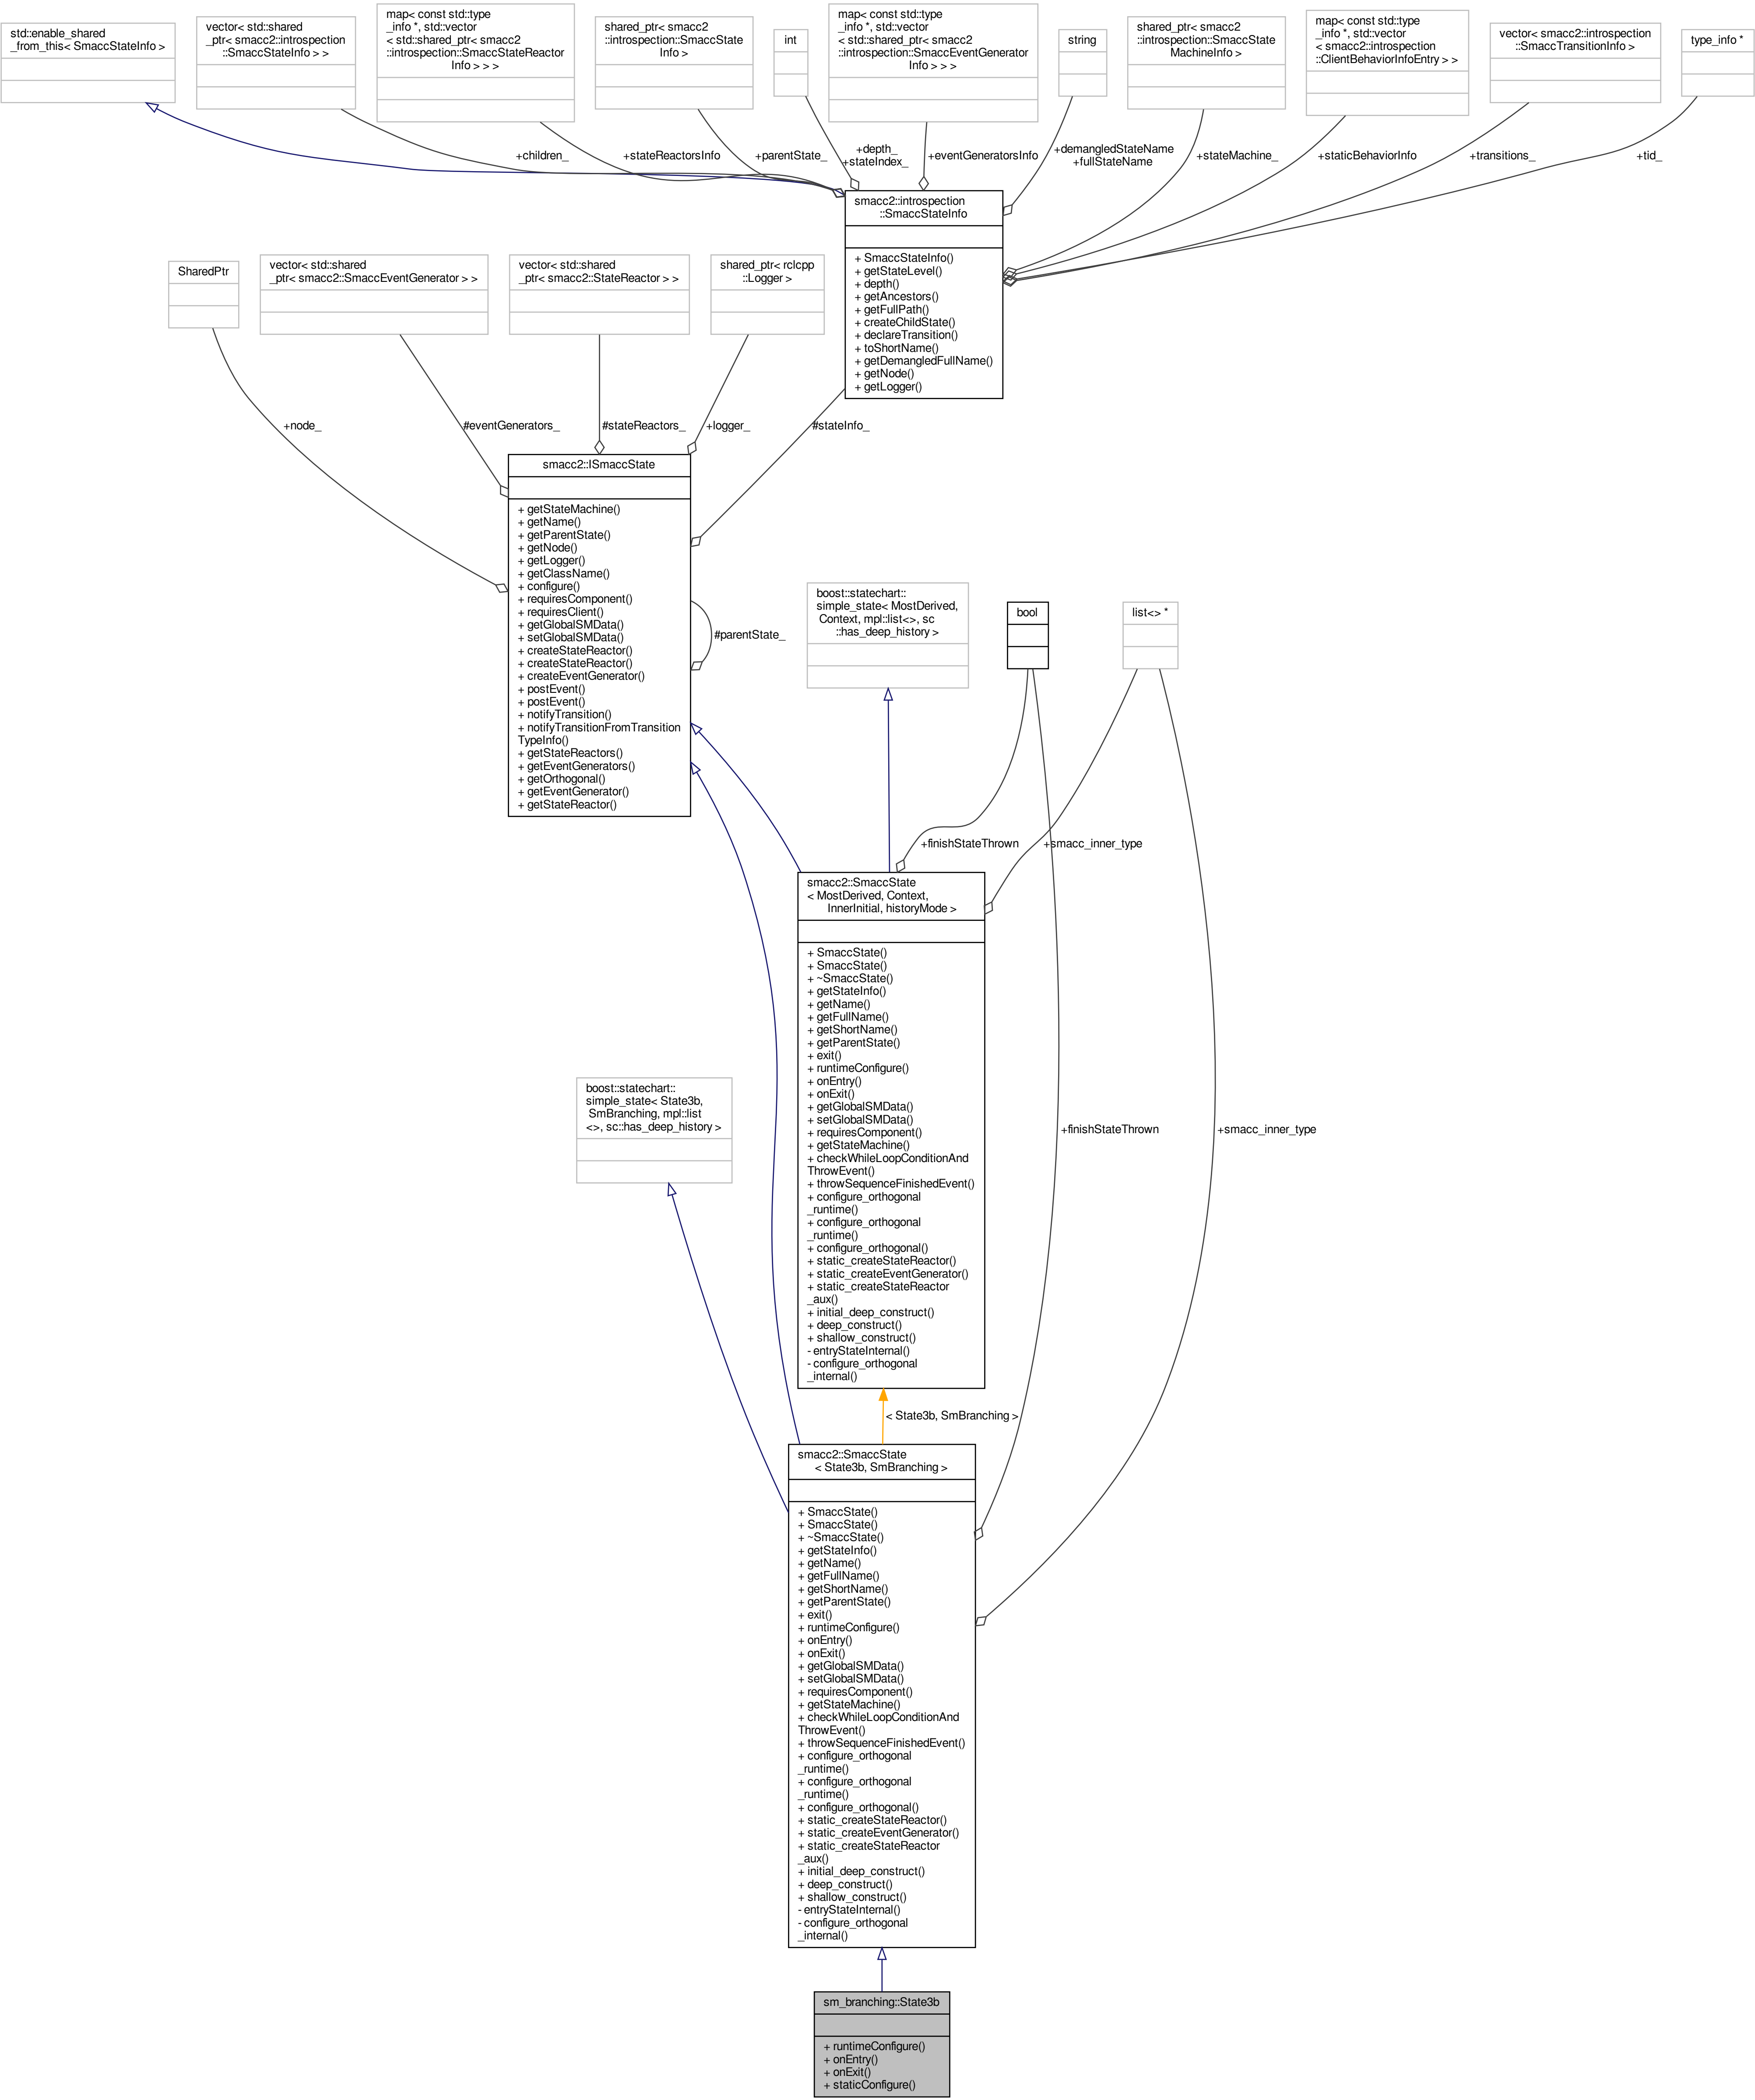 std::enable_shared
_from_this< SmaccStateInfo >
vector< std::shared
_ptr< smacc2::introspection
::SmaccStateInfo > >
map< const std::type
_info *, std::vector
< std::shared_ptr< smacc2
::introspection::SmaccStateReactor
Info > > >
shared_ptr< smacc2
::introspection::SmaccState
Info >
int
map< const std::type
_info *, std::vector
< std::shared_ptr< smacc2
::introspection::SmaccEventGenerator
Info > > >
string
shared_ptr< smacc2
::introspection::SmaccState
MachineInfo >
map< const std::type
_info *, std::vector
< smacc2::introspection
::ClientBehaviorInfoEntry > >
vector< smacc2::introspection
::SmaccTransitionInfo >
type_info *
+children_
+stateReactorsInfo
+parentState_
+depth_
+stateIndex_
+eventGeneratorsInfo
+demangledStateName
+fullStateName
+stateMachine_
+staticBehaviorInfo
+transitions_
+tid_
smacc2::introspection
::SmaccStateInfo
+ SmaccStateInfo()
+ getStateLevel()
+ depth()
+ getAncestors()
+ getFullPath()
+ createChildState()
+ declareTransition()
+ toShortName()
+ getDemangledFullName()
+ getNode()
+ getLogger()
SharedPtr
vector< std::shared
_ptr< smacc2::SmaccEventGenerator > >
vector< std::shared
_ptr< smacc2::StateReactor > >
shared_ptr< rclcpp
::Logger >
+node_
#eventGenerators_
#stateReactors_
+logger_
#stateInfo_
smacc2::ISmaccState
+ getStateMachine()
+ getName()
+ getParentState()
+ getNode()
+ getLogger()
+ getClassName()
+ configure()
+ requiresComponent()
+ requiresClient()
+ getGlobalSMData()
+ setGlobalSMData()
+ createStateReactor()
+ createStateReactor()
+ createEventGenerator()
+ postEvent()
+ postEvent()
+ notifyTransition()
+ notifyTransitionFromTransition
TypeInfo()
+ getStateReactors()
+ getEventGenerators()
+ getOrthogonal()
+ getEventGenerator()
+ getStateReactor()
#parentState_
boost::statechart::
simple_state< MostDerived,
Context, mpl::list<>, sc
::has_deep_history >
bool
list<> *
+finishStateThrown
+smacc_inner_type
smacc2::SmaccState
< MostDerived, Context,
InnerInitial, historyMode >
+ SmaccState()
+ SmaccState()
+ ~SmaccState()
+ getStateInfo()
+ getName()
+ getFullName()
+ getShortName()
+ getParentState()
+ exit()
+ runtimeConfigure()
+ onEntry()
+ onExit()
+ getGlobalSMData()
+ setGlobalSMData()
+ requiresComponent()
+ getStateMachine()
+ checkWhileLoopConditionAnd
ThrowEvent()
+ throwSequenceFinishedEvent()
+ configure_orthogonal
_runtime()
+ configure_orthogonal
_runtime()
+ configure_orthogonal()
+ static_createStateReactor()
+ static_createEventGenerator()
+ static_createStateReactor
_aux()
+ initial_deep_construct()
+ deep_construct()
+ shallow_construct()
- entryStateInternal()
- configure_orthogonal
_internal()
boost::statechart::
simple_state< State3b,
SmBranching, mpl::list
<>, sc::has_deep_history >
+finishStateThrown
+smacc_inner_type
< State3b, SmBranching >
smacc2::SmaccState
< State3b, SmBranching >
+ SmaccState()
+ SmaccState()
+ ~SmaccState()
+ getStateInfo()
+ getName()
+ getFullName()
+ getShortName()
+ getParentState()
+ exit()
+ runtimeConfigure()
+ onEntry()
+ onExit()
+ getGlobalSMData()
+ setGlobalSMData()
+ requiresComponent()
+ getStateMachine()
+ checkWhileLoopConditionAnd
ThrowEvent()
+ throwSequenceFinishedEvent()
+ configure_orthogonal
_runtime()
+ configure_orthogonal
_runtime()
+ configure_orthogonal()
+ static_createStateReactor()
+ static_createEventGenerator()
+ static_createStateReactor
_aux()
+ initial_deep_construct()
+ deep_construct()
+ shallow_construct()
- entryStateInternal()
- configure_orthogonal
_internal()
sm_branching::State3b
+ runtimeConfigure()
+ onEntry()
+ onExit()
+ staticConfigure()